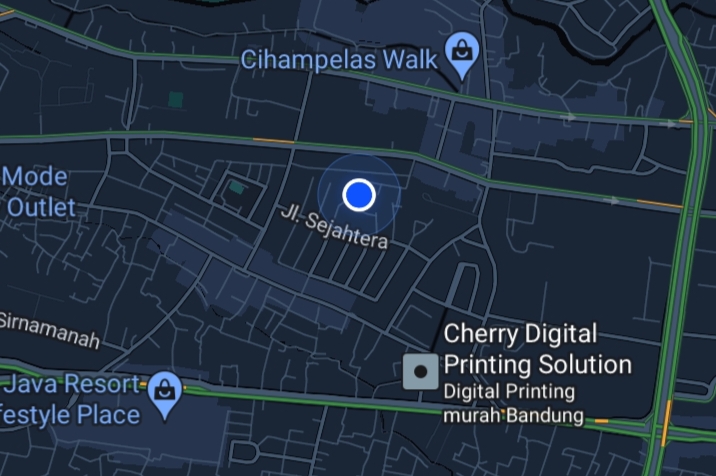 Cihampelas Walk
Mode
Outlet
Jl. Sejahtera
Sirnamanah
Java Resort
festyle Place
Cherry Digital
Printing Solution
Digital Printing
murah Bandung